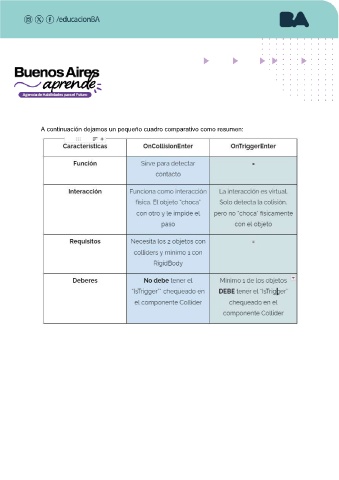 /educacionBA
BA
Buenos Aires
aprende
Agencia de Habilidades para el Futuro
A continuación dejamos un pequeño cuadro comparativo como resumen:
Características OnCollisionEnter OnTriggerEnter
Función Sirve para detectar contacto "
Interacción Funciona como interacción física. El objeto "choca" con otro y le impide el paso La interacción es virtual. Solo detecta la colisión, pero no "choca" físicamente con el objeto
Requisitos Necesita los 2 objetos con colliders y mínimo 1 con RigidBody "
Deberes No debe tener el "IsTrigger" chequeado en el componente Collider Mínimo 1 de los objetos DEBE tener el "IsTrigger" chequeado en el componente Collider